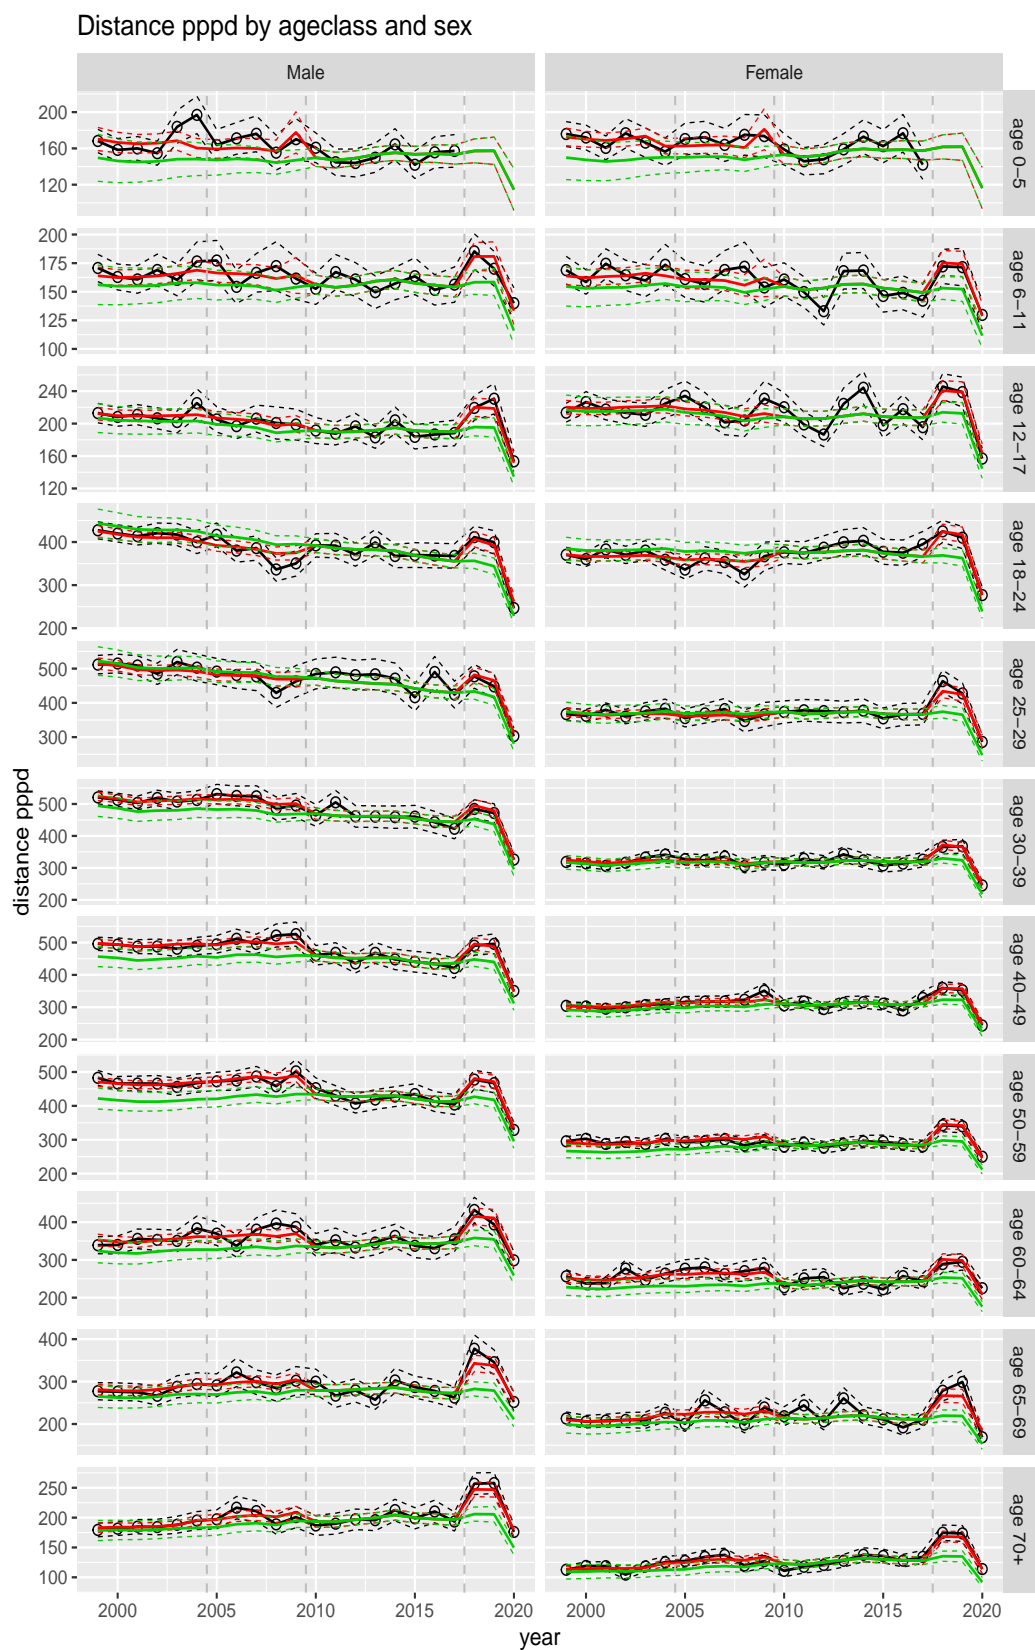 Distance pppd by ageclass and sex
Male
Female
200
160
120
age 0–5
200
175
150
125
100
age 6–11
240
200
160
120
age 12–17
400
300
200
age 18–24
500
400
300
age 25–29
500
400
300
200
age 30–39
500
400
300
200
age 40–49
500
400
300
200
age 50–59
400
300
200
age 60–64
400
300
200
age 65–69
250
200
150
100
age 70+
distance pppd
2000 2005 2010 2015 2020 2000 2005 2010 2015 2020
year